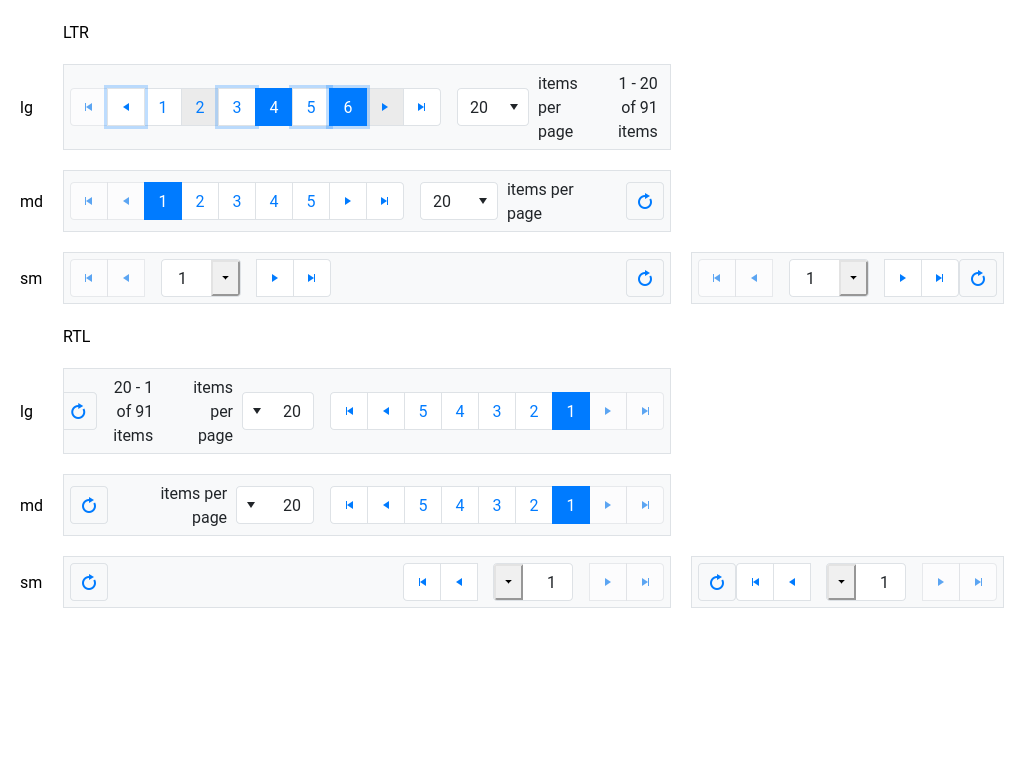 LTR
lg 1 2 3 4 5 6 20 items per page 1 - 20 of 91 items
md 1 2 3 4 5 20 items per page
sm 1 1
RTL
lg 20 - 1 of 91 items items per page 20 5 4 3 2 1
md items per page 20 5 4 3 2 1
sm 1 1